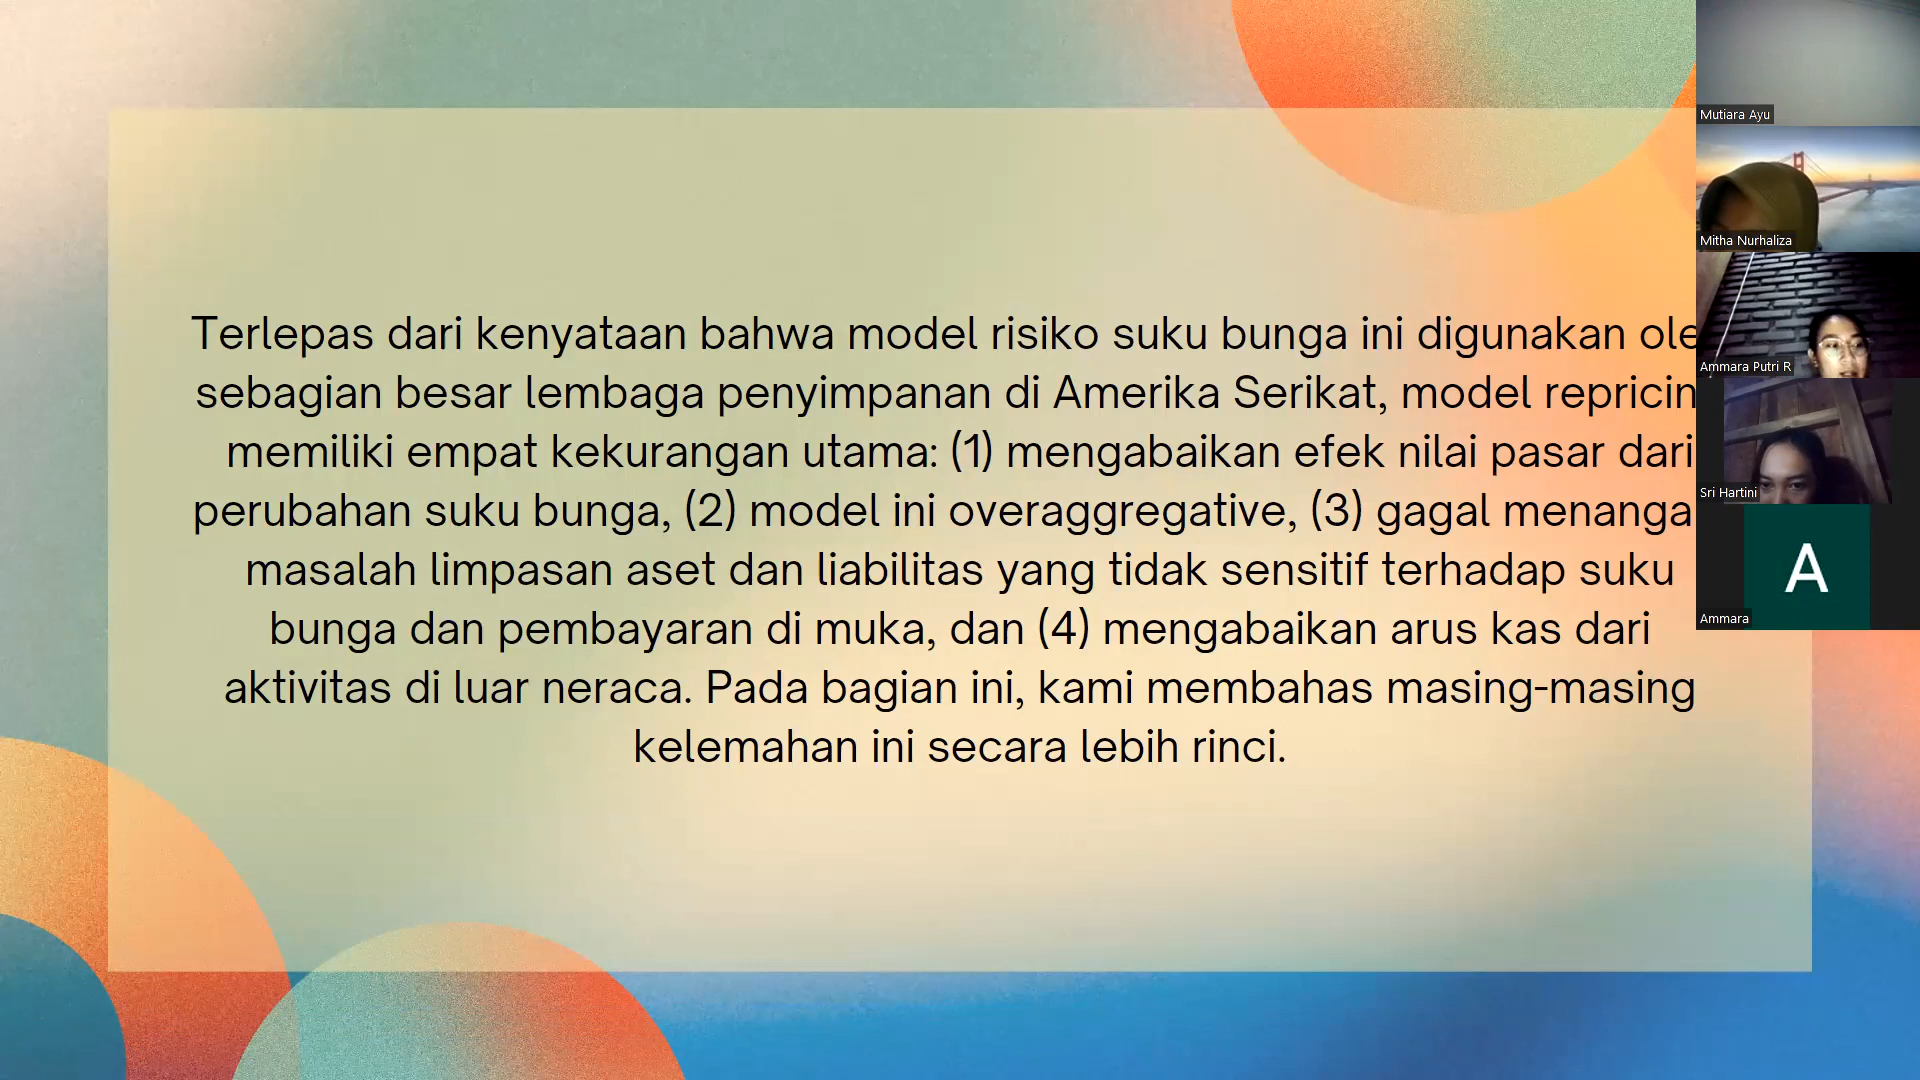 Terlepas dari kenyataan bahwa model risiko suku bunga ini digunakan ole
sebagian besar lembaga penyimpanan di Amerika Serikat, model repricin
memiliki empat kekurangan utama: (1) mengabaikan efek nilai pasar dari
perubahan suku bunga, (2) model ini overaggregative, (3) gagal menanga
masalah limpasan aset dan liabilitas yang tidak sensitif terhadap suku
bunga dan pembayaran di muka, dan (4) mengabaikan arus kas dari
aktivitas di luar neraca. Pada bagian ini, kami membahas masing-masing
kelemahan ini secara lebih rinci.
Mutiara Ayu
Mitha Nurhaliza
Ammara Putri R
Sri Hartini
A
Ammara